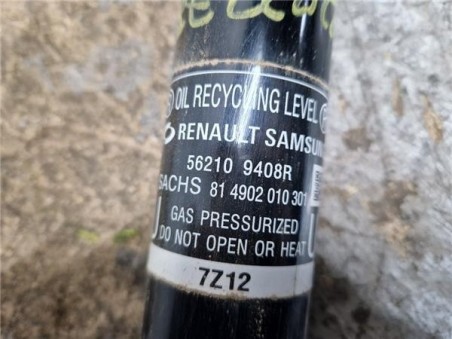 OIL RECYCLING LEVEL
RENAULT SAMSUN
56210 9408R
SACHS 81 4902 010 301
GAS PRESSURIZED
DO NOT OPEN OR HEAT
7Z12